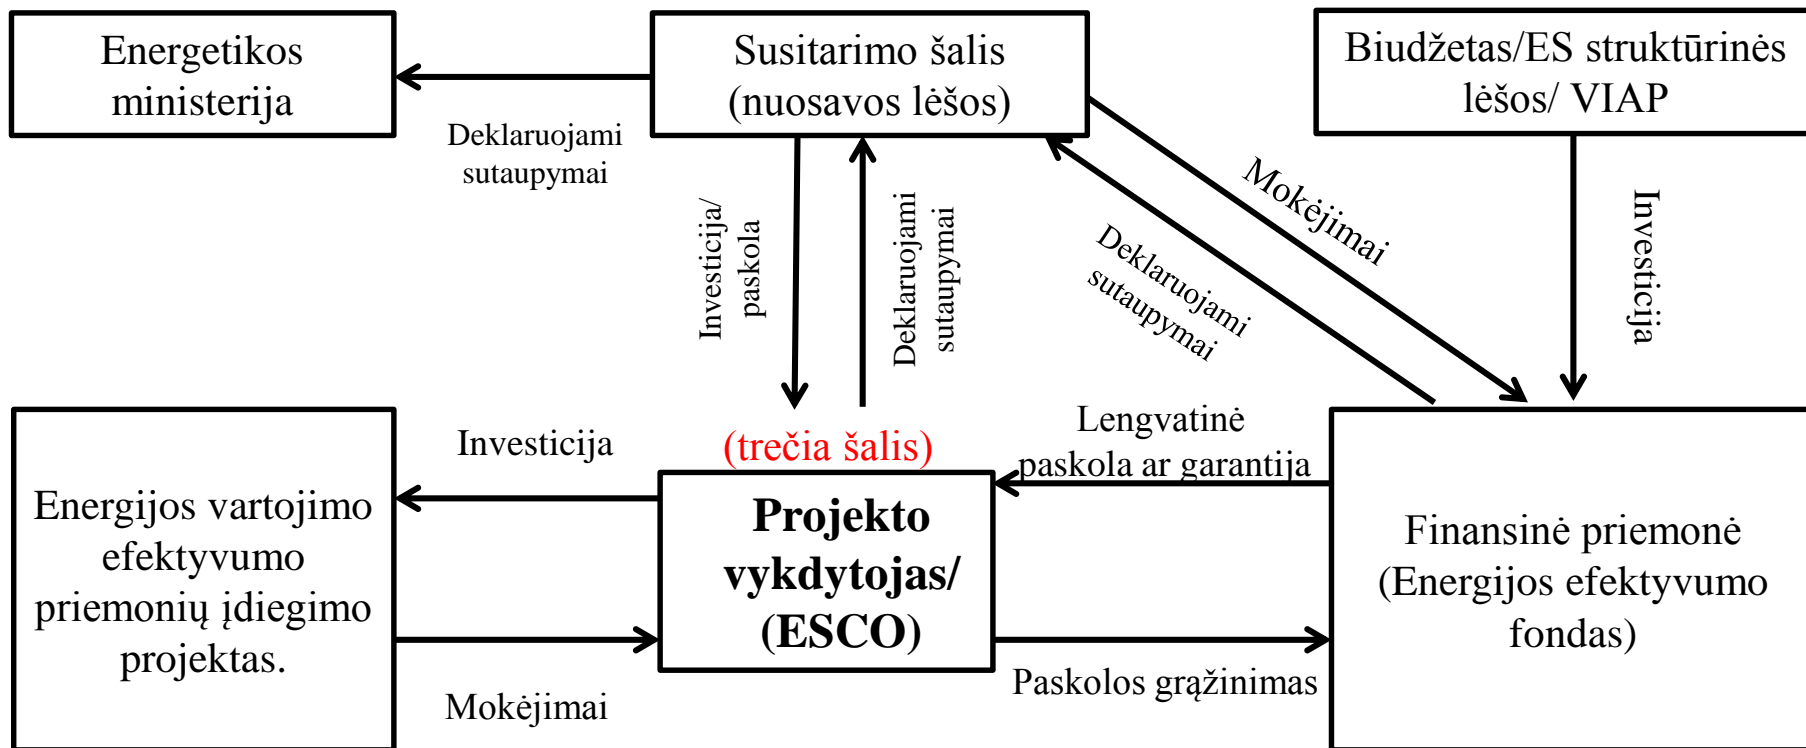 Energetikos
ministerija
Susitarimo šalis
(nuosavos lėšos)
Biudžetas/ES struktūrinės
lėšos/ VIAP
Deklaruojami
sutaupymai
Investicija/
paskola
Deklaruojami
sutaupymai
Mokėjimai
Deklaruojami
sutaupymai
Investicija
Investicija
(trečia šalis)
Lengvatinė
paskola ar garantija
Energijos vartojimo
efektyvumo
priemonių įdiegimo
projektas.
Projekto
vykdytojas/
(ESCO)
Finansinė priemonė
(Energijos efektyvumo
fondas)
Mokėjimai
Paskolos grąžinimas